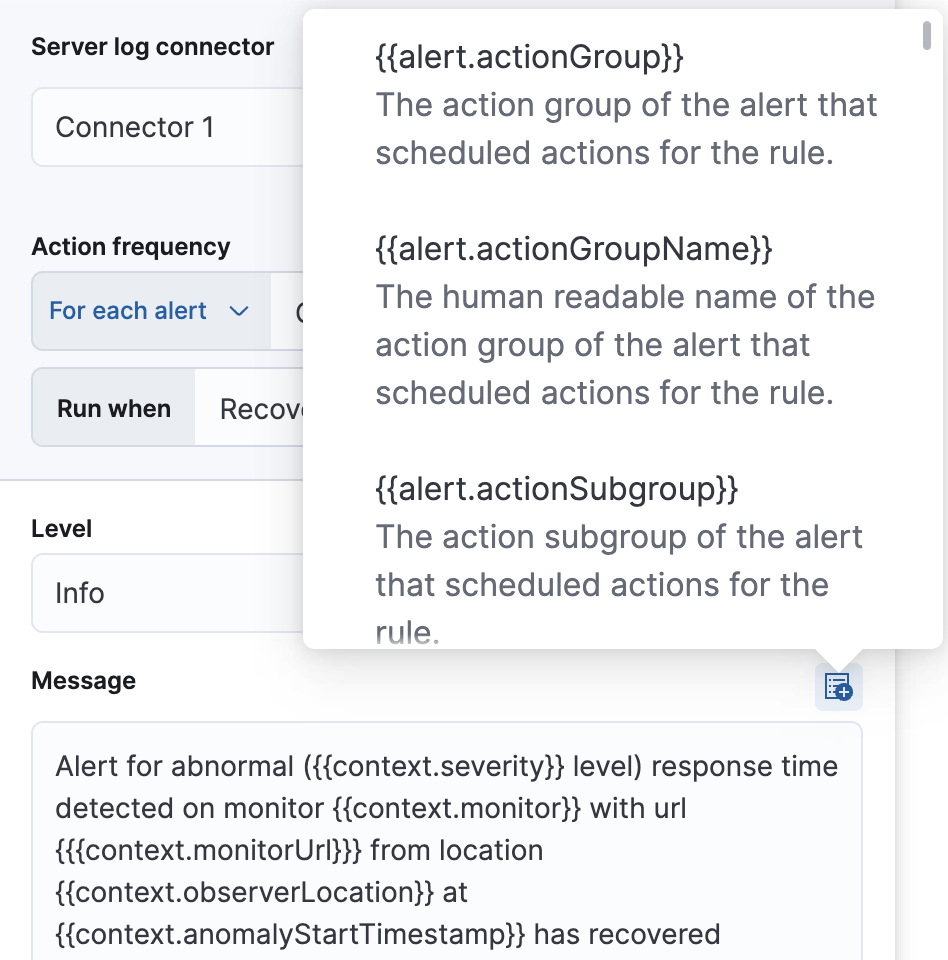 Server log connector
Connector 1
Action frequency
For each alert
Run when
Level
Info
Message
{{alert.actionGroup}}
The action group of the alert that
scheduled actions for the rule.
{{alert.actionGroupName}}
The human readable name of the
action group of the alert that
scheduled actions for the rule.
{{alert.actionSubgroup}}
The action subgroup of the alert
that scheduled actions for the
rule.
Alert for abnormal ({{context.severity}} level) response time
detected on monitor {{context.monitor}} with url
{{{context.monitorUrl}}} from location
{{context.observerLocation}} at
{{context.anomalyStartTimestamp}} has recovered